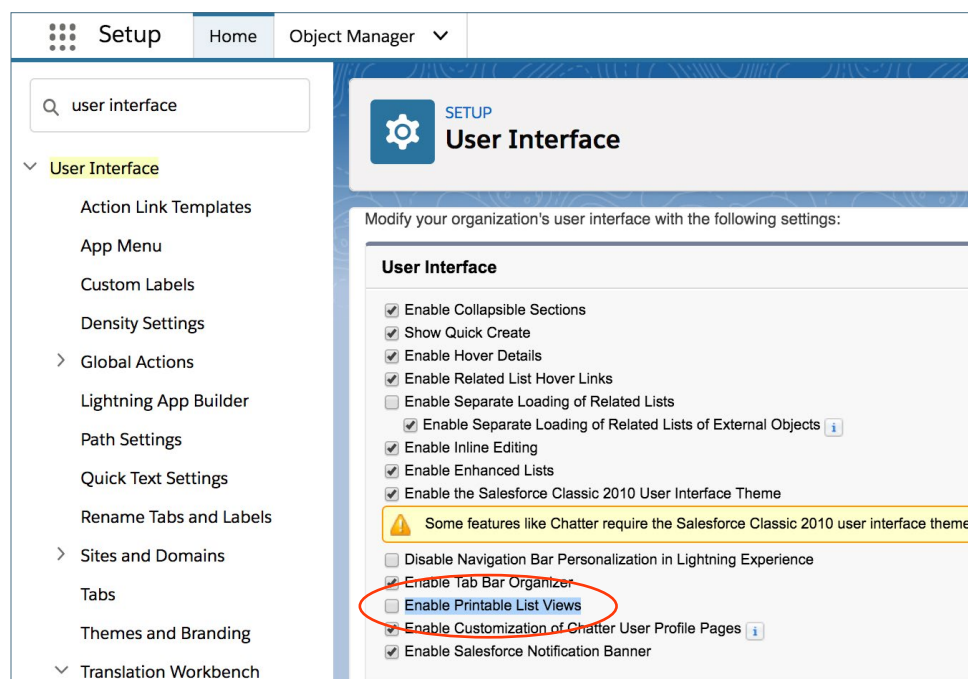 Setup
Home
Object Manager
user interface
User Interface
Action Link Templates
App Menu
Custom Labels
Density Settings
Global Actions
Lightning App Builder
Path Settings
Quick Text Settings
Rename Tabs and Labels
Sites and Domains
Tabs
Themes and Branding
Translation Workbench
SETUP
User Interface
Modify your organization's user interface with the following settings:
User Interface
Enable Collapsible Sections
Show Quick Create
Enable Hover Details
Enable Related List Hover Links
Enable Separate Loading of Related Lists
Enable Separate Loading of Related Lists of External Objects i
Enable Inline Editing
Enable Enhanced Lists
Enable the Salesforce Classic 2010 User Interface Theme
Some features like Chatter require the Salesforce Classic 2010 user interface theme
Disable Navigation Bar Personalization in Lightning Experience
Enable Tab Bar Organizer
Enable Printable List Views
Enable Customization of Chatter User Profile Pages i
Enable Salesforce Notification Banner